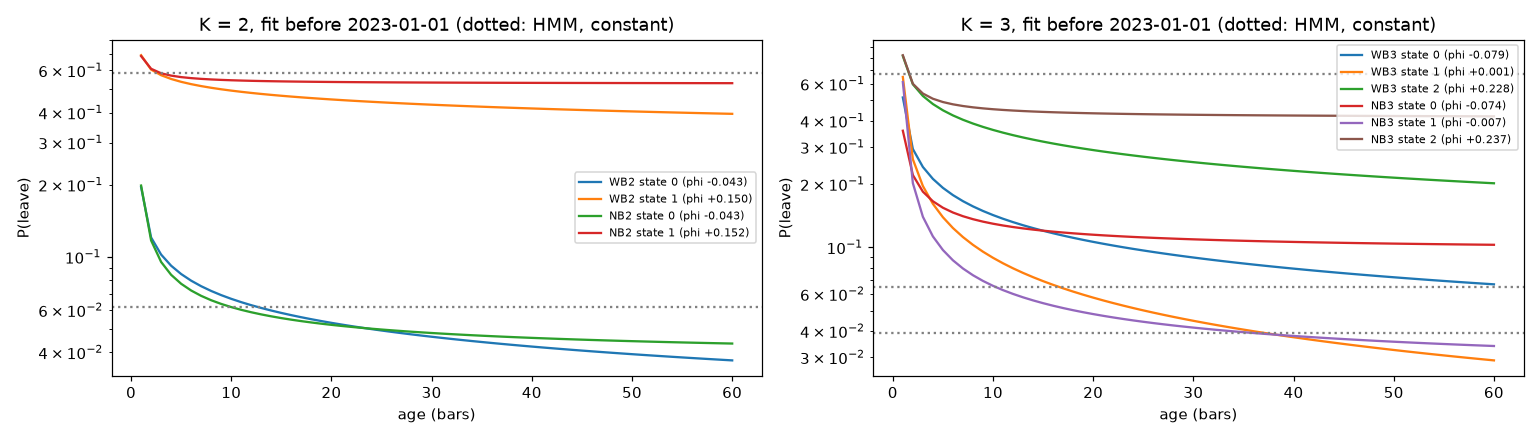 K = 2, fit before 2023-01-01 (dotted: HMM, constant)
P(leave)
6 × 10⁻¹
4 × 10⁻¹
3 × 10⁻¹
2 × 10⁻¹
10⁻¹
6 × 10⁻²
4 × 10⁻²
WB2 state 0 (phi -0.043)
WB2 state 1 (phi +0.150)
NB2 state 0 (phi -0.043)
NB2 state 1 (phi +0.152)
0 10 20 30 40 50 60
age (bars)
K = 3, fit before 2023-01-01 (dotted: HMM, constant)
P(leave)
6 × 10⁻¹
4 × 10⁻¹
3 × 10⁻¹
2 × 10⁻¹
10⁻¹
6 × 10⁻²
4 × 10⁻²
3 × 10⁻²
WB3 state 0 (phi -0.079)
WB3 state 1 (phi +0.001)
WB3 state 2 (phi +0.228)
NB3 state 0 (phi -0.074)
NB3 state 1 (phi -0.007)
NB3 state 2 (phi +0.237)
0 10 20 30 40 50 60
age (bars)